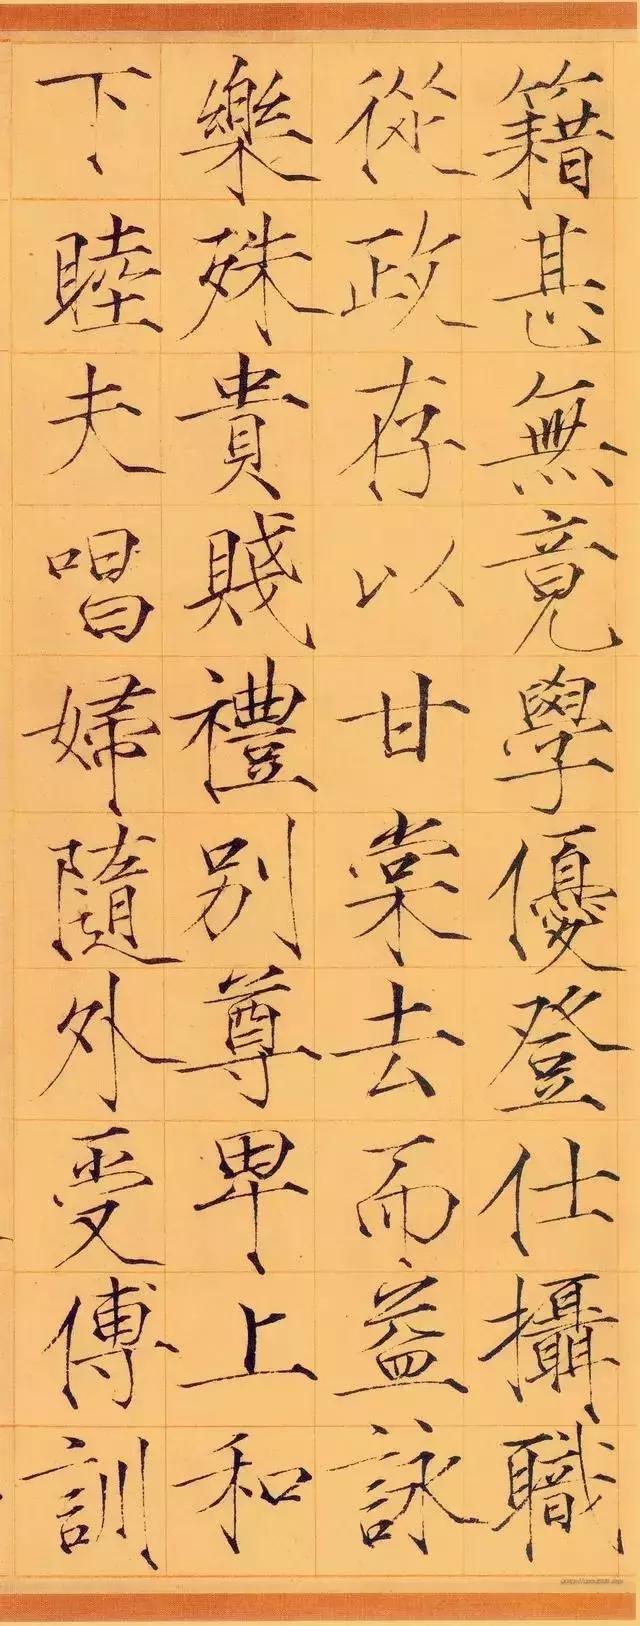 籍甚無竟學優登仕攝職
從政存以甘棠去而益詠
樂殊貴賤禮別尊卑上和
下睦夫唱婦隨外受傅訓